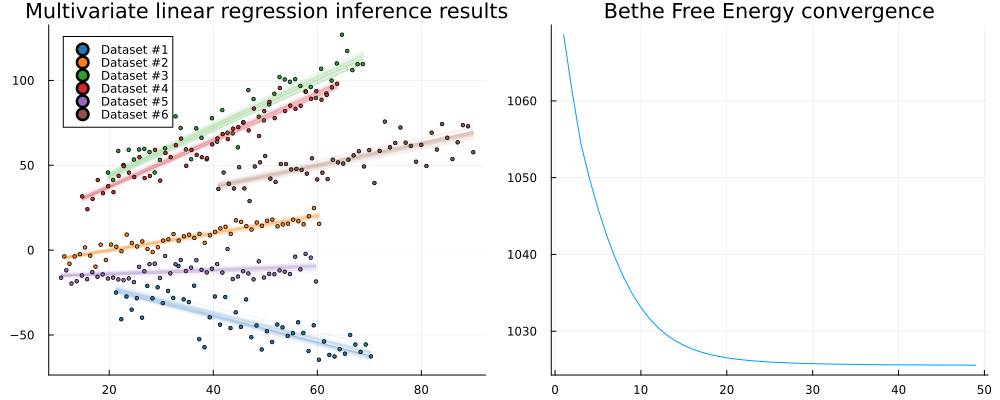 Multivariate linear regression inference results
Dataset #1
Dataset #2
Dataset #3
Dataset #4
Dataset #5
Dataset #6
100
50
0
−50
20 40 60 80
Bethe Free Energy convergence
1060
1050
1040
1030
0 10 20 30 40 50